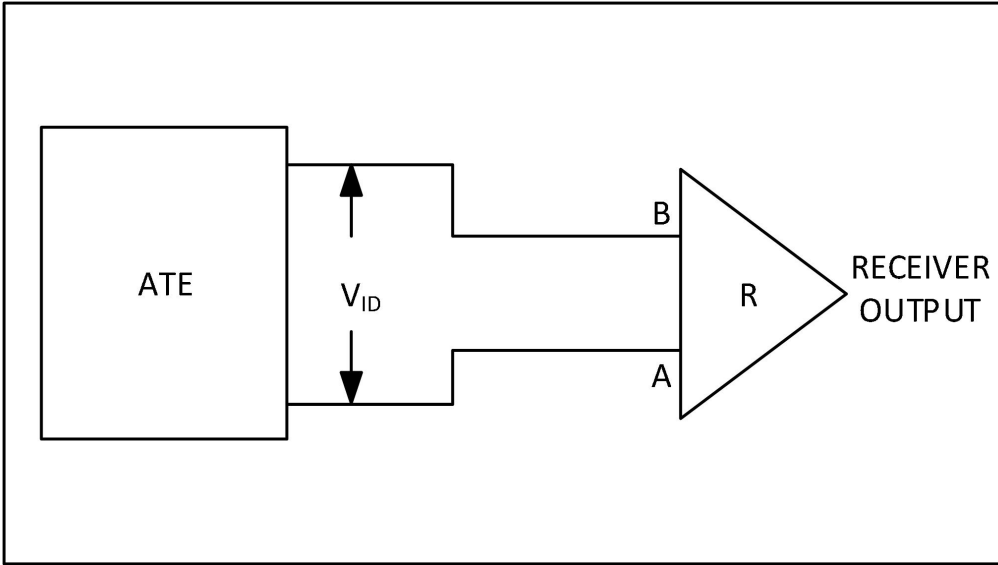 ATE
V_ID
B
A
R
RECEIVER
OUTPUT